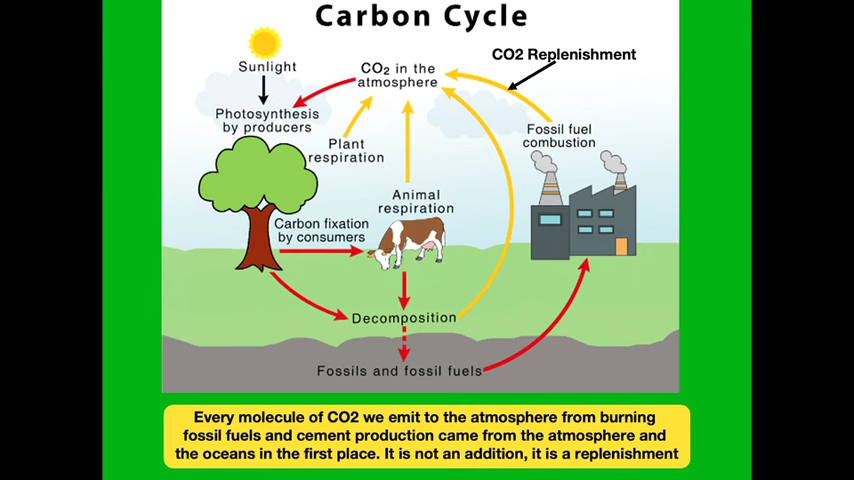 Carbon Cycle
CO2 Replenishment
Sunlight
CO2 in the
atmosphere
Photosynthesis
by producers
Plant
respiration
Fossil fuel
combustion
Animal
respiration
Carbon fixation
by consumers
Decomposition
Fossils and fossil fuels
Every molecule of CO2 we emit to the atmosphere from burning
fossil fuels and cement production came from the atmosphere and
the oceans in the first place. It is not an addition, it is a replenishment